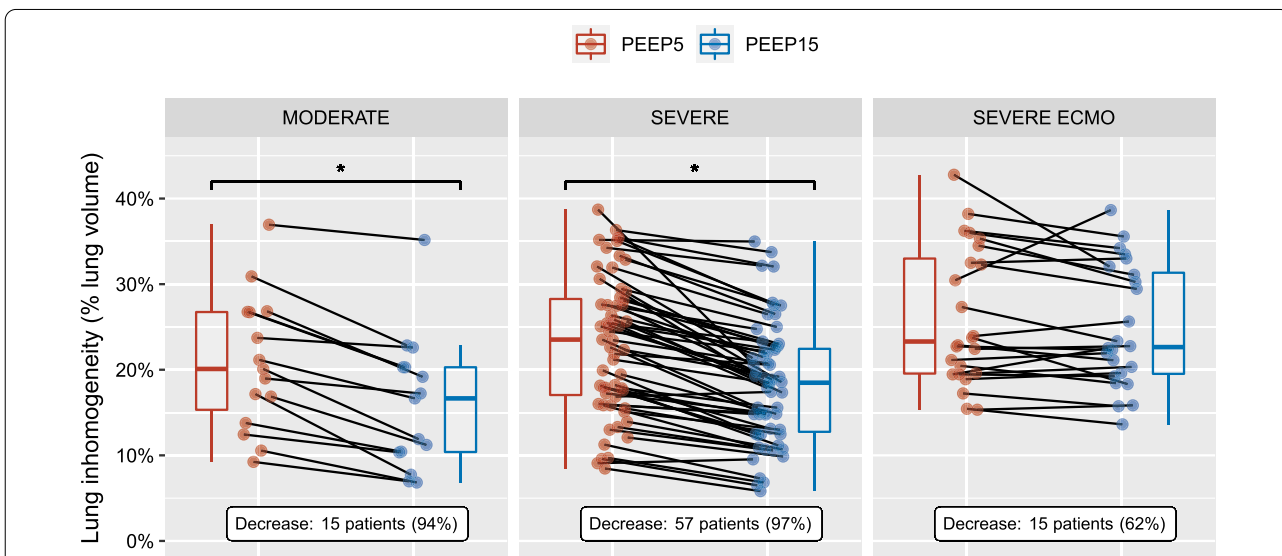 PEEP5 PEEP15
MODERATE SEVERE SEVERE ECMO
Lung inhomogeneity (% lung volume)
* *
40%
30%
20%
10%
0%
Decrease: 15 patients (94%) Decrease: 57 patients (97%) Decrease: 15 patients (62%)